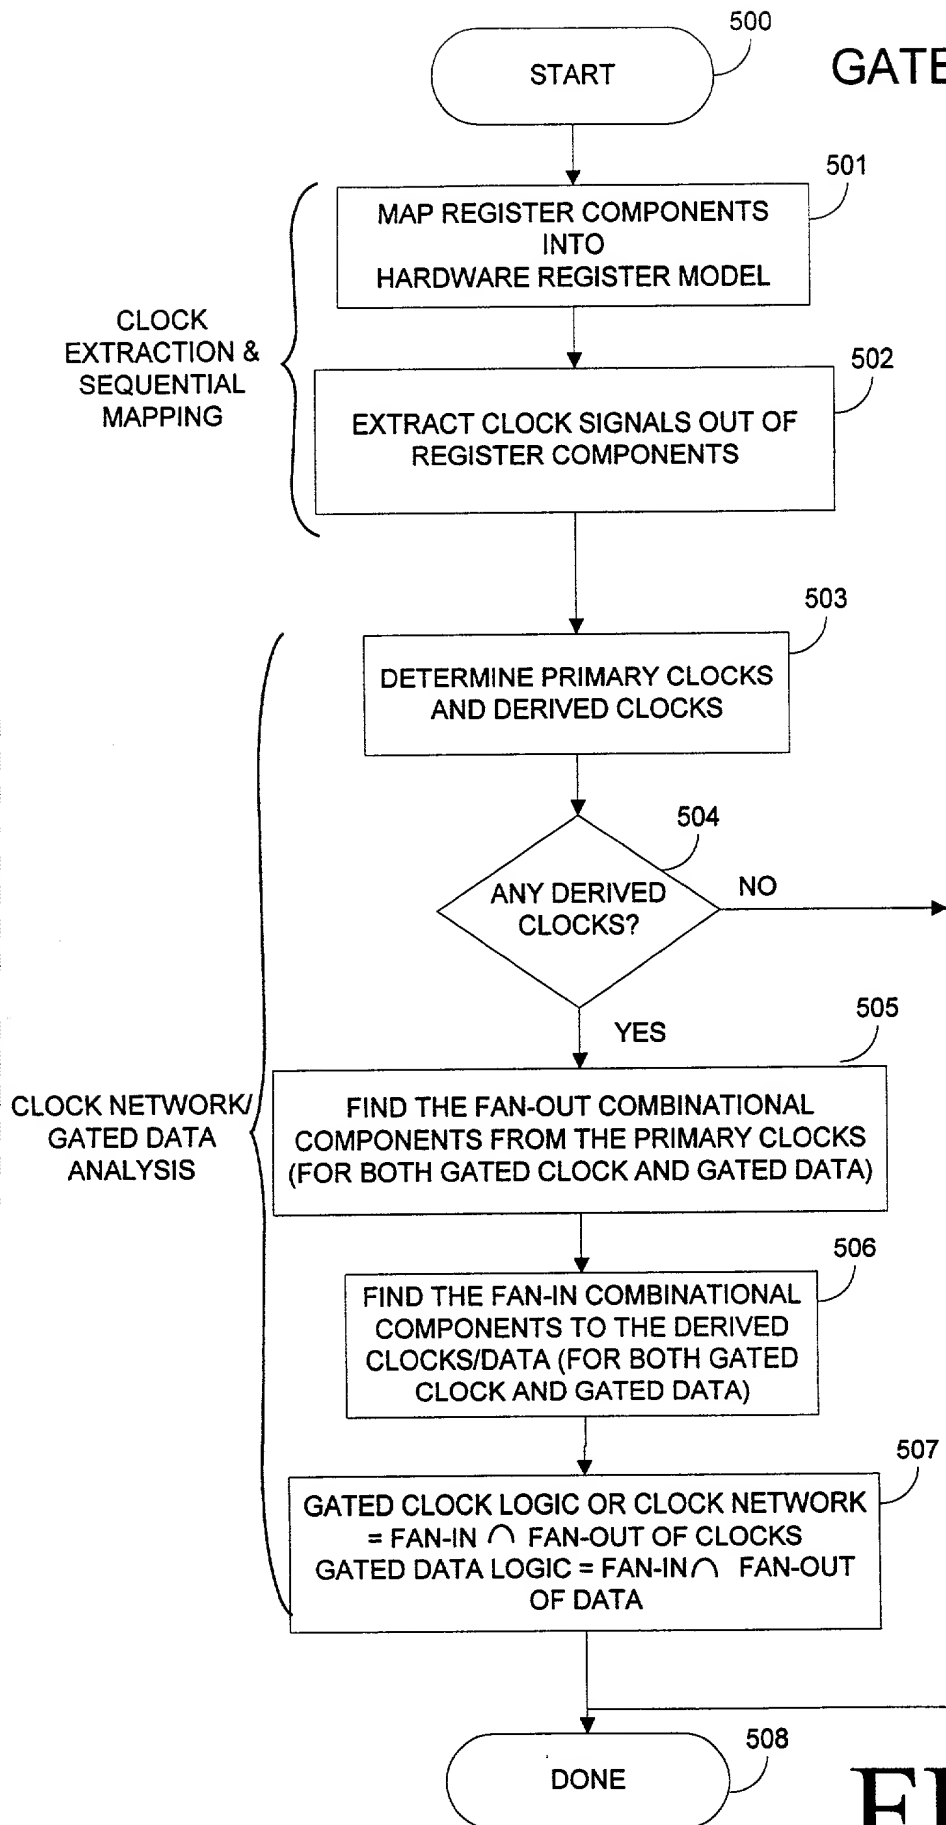 500
START
GATE
501
MAP REGISTER COMPONENTS
INTO
HARDWARE REGISTER MODEL
CLOCK
EXTRACTION &
SEQUENTIAL
MAPPING
502
EXTRACT CLOCK SIGNALS OUT OF
REGISTER COMPONENTS
503
DETERMINE PRIMARY CLOCKS
AND DERIVED CLOCKS
504
ANY DERIVED
CLOCKS?
NO
YES
505
FIND THE FAN-OUT COMBINATIONAL
COMPONENTS FROM THE PRIMARY CLOCKS
(FOR BOTH GATED CLOCK AND GATED DATA)
CLOCK NETWORK/
GATED DATA
ANALYSIS
506
FIND THE FAN-IN COMBINATIONAL
COMPONENTS TO THE DERIVED
CLOCKS/DATA (FOR BOTH GATED
CLOCK AND GATED DATA)
507
GATED CLOCK LOGIC OR CLOCK NETWORK
= FAN-IN ∩ FAN-OUT OF CLOCKS
GATED DATA LOGIC = FAN-IN ∩ FAN-OUT
OF DATA
508
DONE